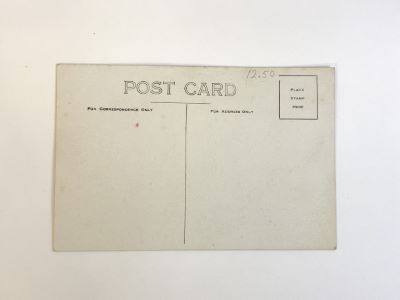 12.50
POST CARD
FOR CORRESPONDENCE ONLY
FOR ADDRESS ONLY
PLACE
STAMP
HERE